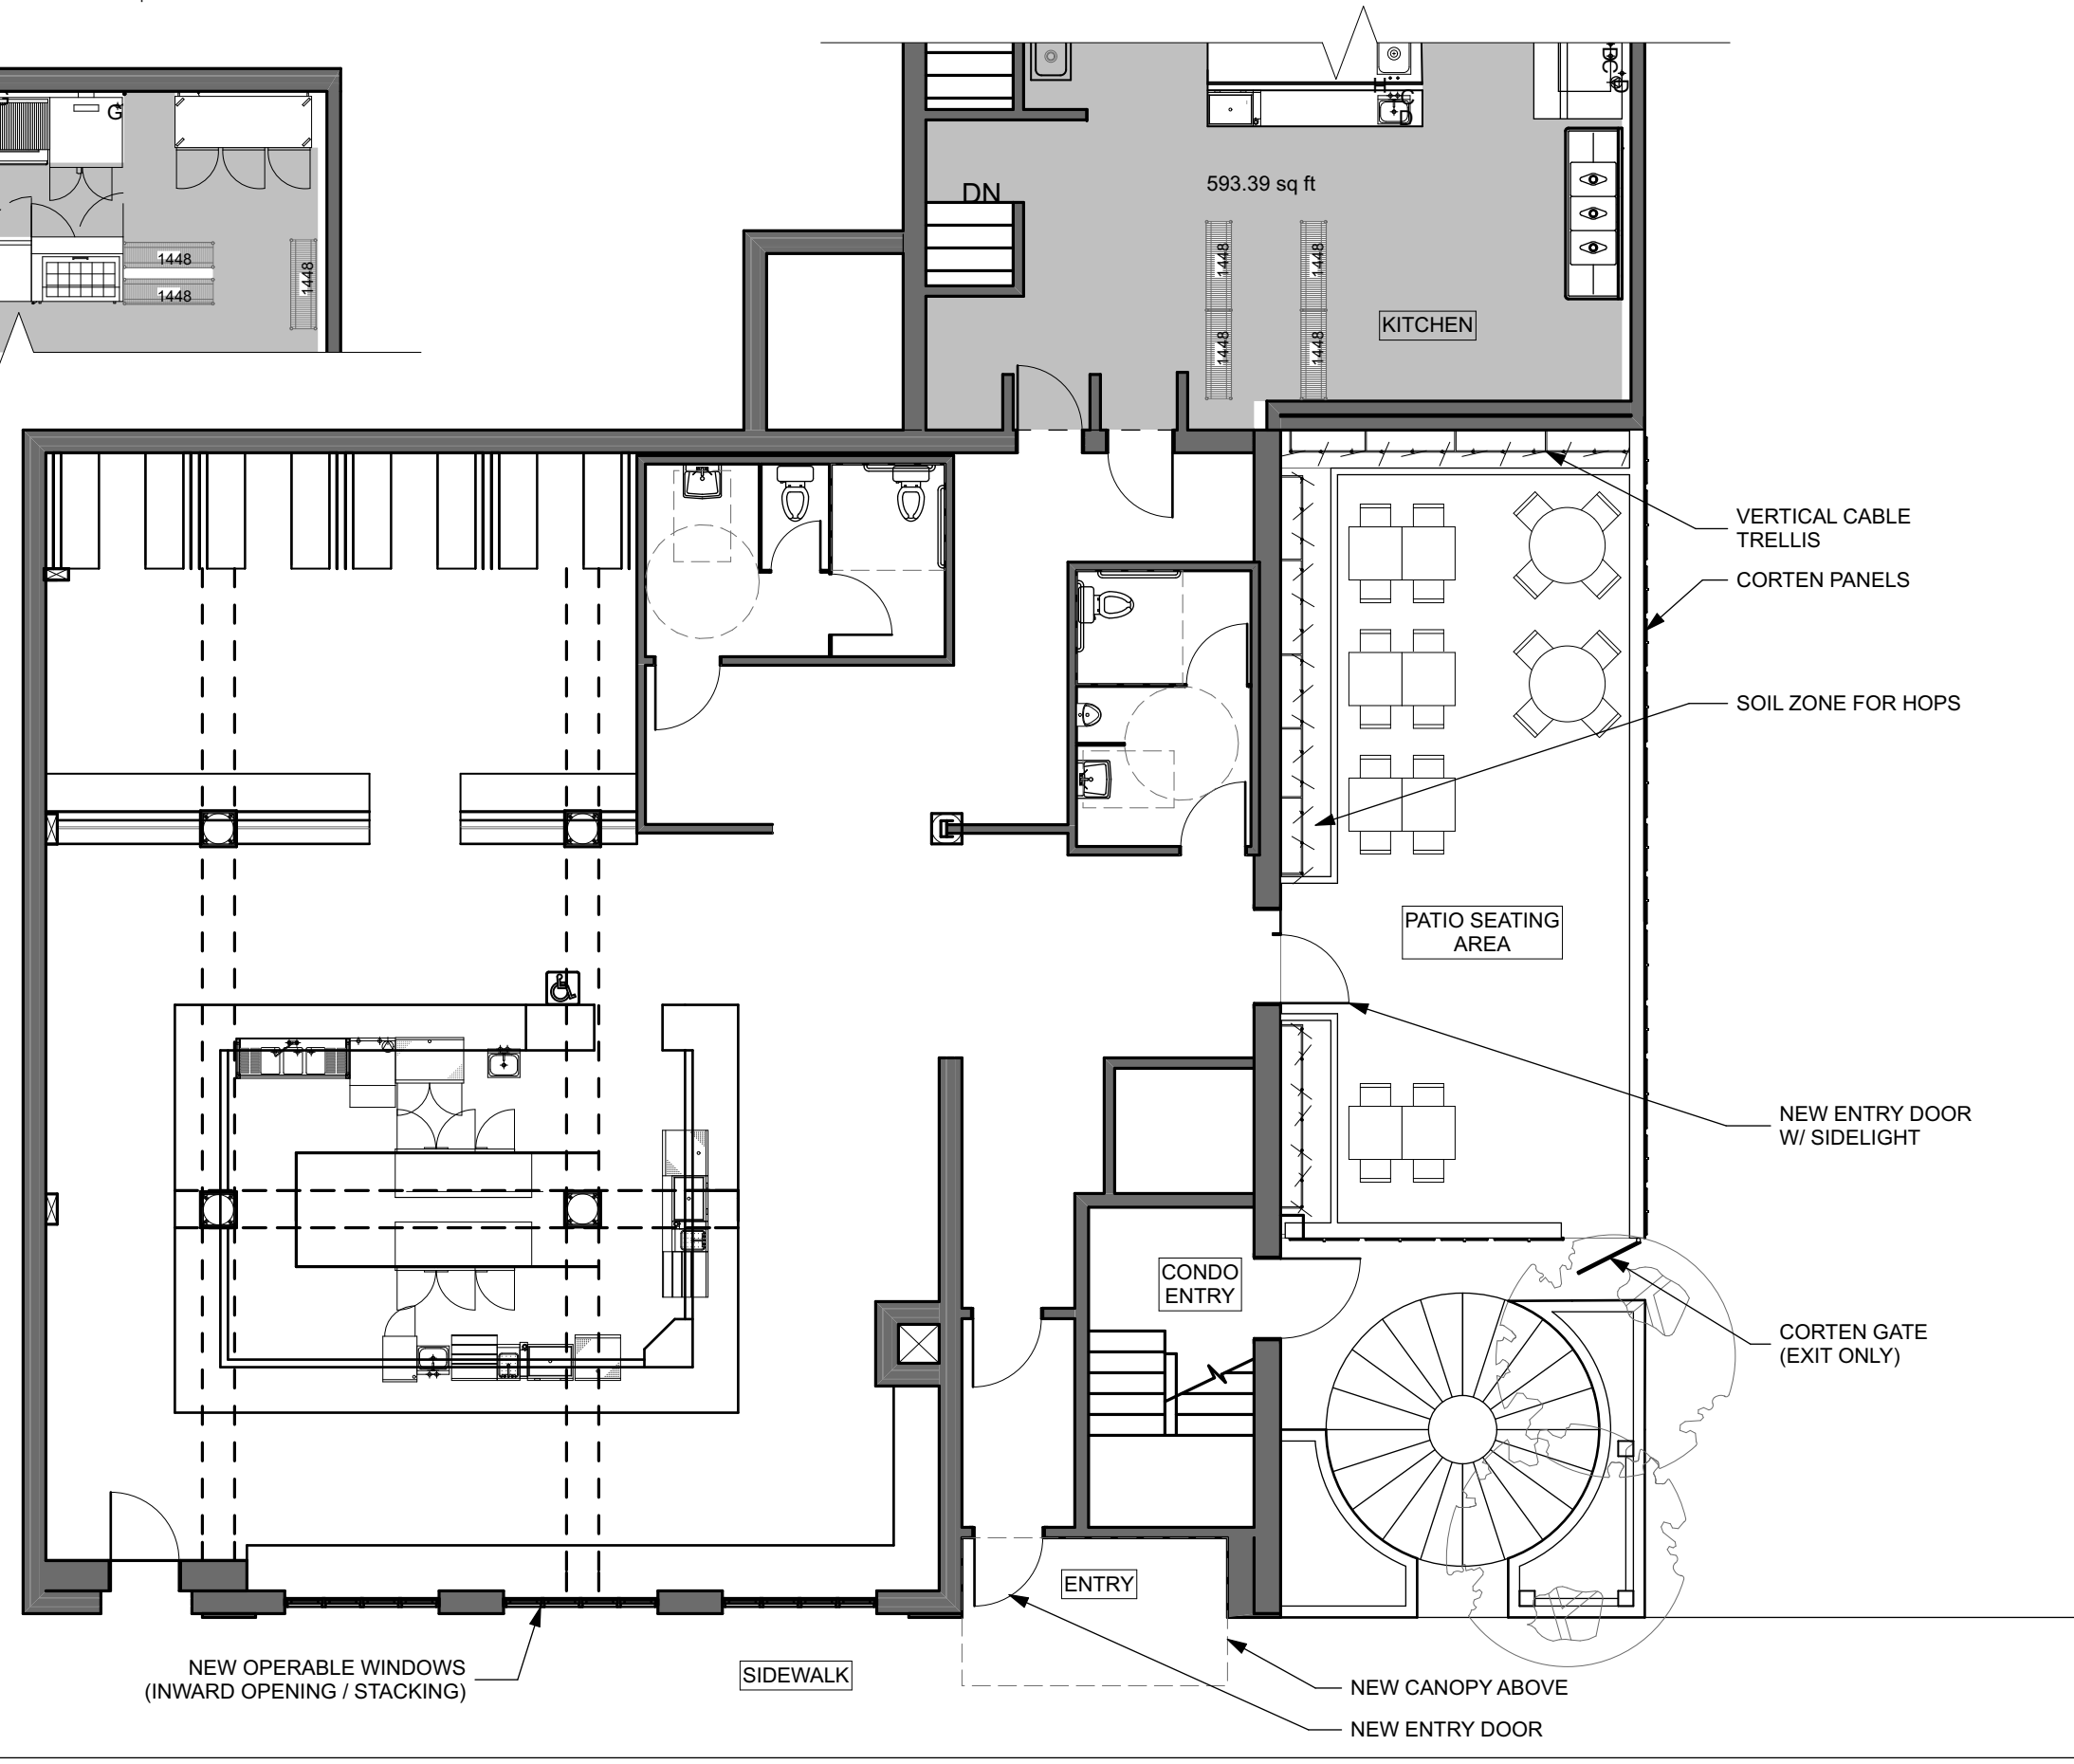 G
1448
1448
1448
DN
593.39 sq ft
H
C
D
DC
D
1448
1448
1448
1448
KITCHEN
VERTICAL CABLE
TRELLIS
CORTEN PANELS
SOIL ZONE FOR HOPS
PATIO SEATING
AREA
NEW ENTRY DOOR
W/ SIDELIGHT
CONDO
ENTRY
CORTEN GATE
(EXIT ONLY)
ENTRY
NEW OPERABLE WINDOWS
(INWARD OPENING / STACKING)
SIDEWALK
NEW CANOPY ABOVE
NEW ENTRY DOOR